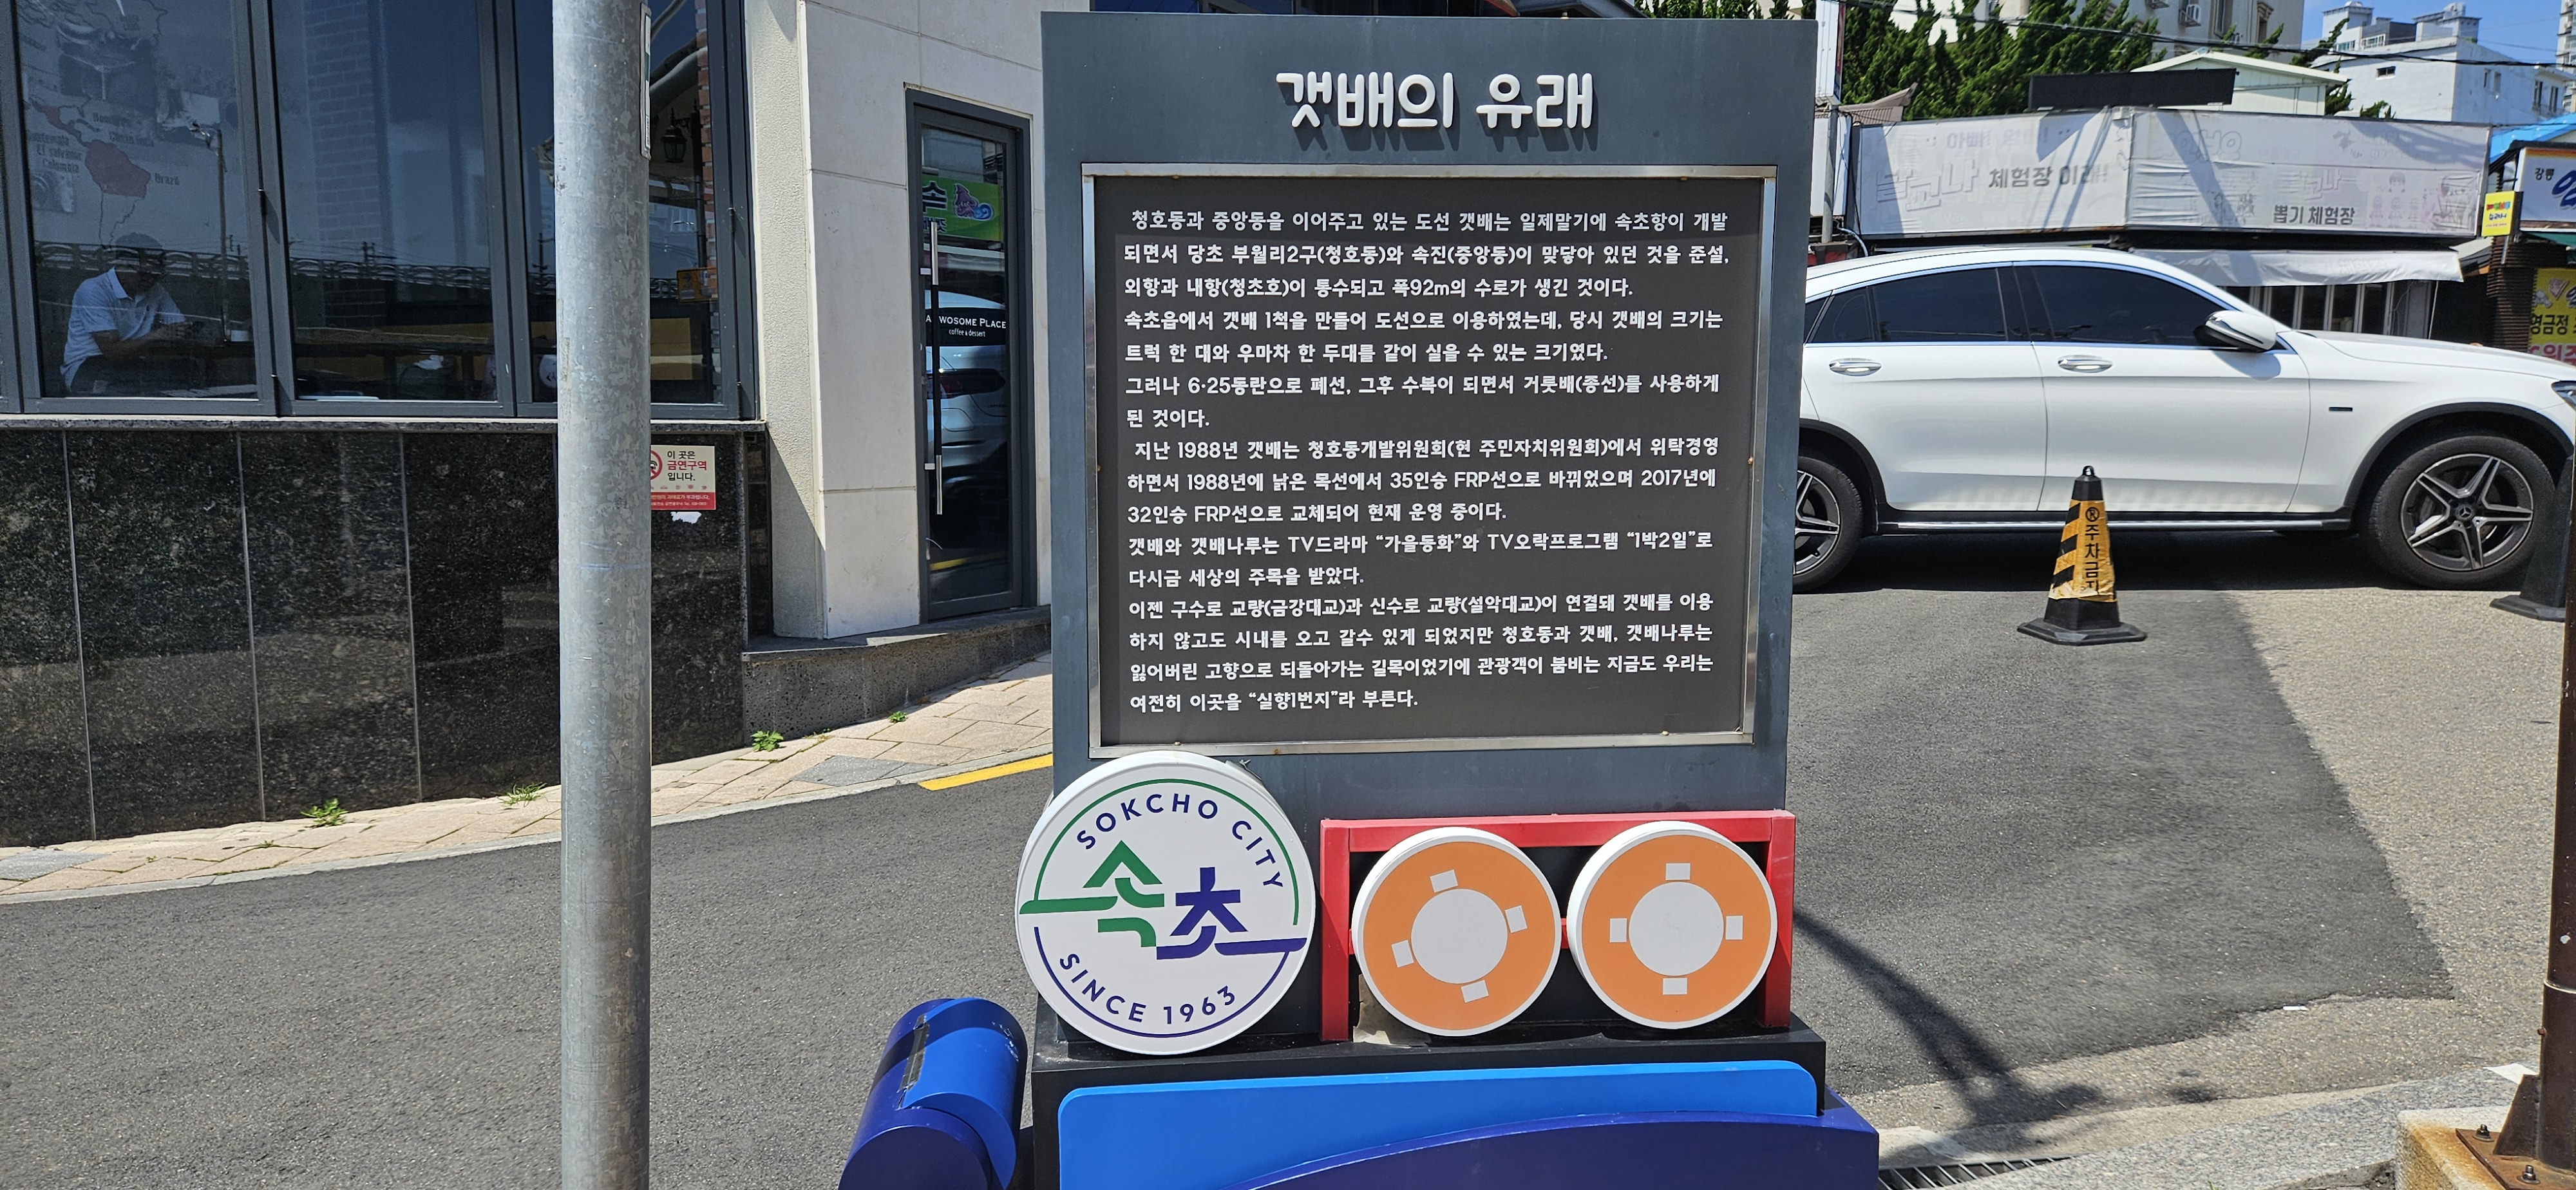 갯배의 유래
청호동과 중앙동을 이어주고 있는 도선 갯배는 일제말기에 속초항이 개발
되면서 당초 부월리2구(청호동)와 속진(중앙동)이 맞닿아 있던 것을 준설,
외항과 내항(청초호)이 통수되고 폭92m의 수로가 생긴 것이다.
속초읍에서 갯배 1척을 만들어 도선으로 이용하였는데, 당시 갯배의 크기는
트럭 한 대와 우마차 한 두대를 같이 실을 수 있는 크기였다.
그러나 6·25동란으로 폐선, 그후 수복이 되면서 거룻배(종선)를 사용하게
된 것이다.
지난 1988년 갯배는 청호동개발위원회(현 주민자치위원회)에서 위탁경영
하면서 1988년에 낡은 목선에서 35인승 FRP선으로 바뀌었으며 2017년에
32인승 FRP선으로 교체되어 현재 운영 중이다.
갯배와 갯배나루는 TV드라마 “가을동화”와 TV오락프로그램 “1박2일”로
다시금 세상의 주목을 받았다.
이젠 구수로 교량(금강대교)과 신수로 교량(설악대교)이 연결돼 갯배를 이용
하지 않고도 시내를 오고 갈수 있게 되었지만 청호동과 갯배, 갯배나루는
잃어버린 고향으로 되돌아가는 길목이었기에 관광객이 붐비는 지금도 우리는
여전히 이곳을 “실향1번지”라 부른다.
SOKCHO CITY
속초
SINCE 1963
이 곳은
금연구역
입니다.
A TWOSOME PLACE
coffee & dessert
Brazil
체험장
뽑기 체험장
주차금지
강릉
영금정